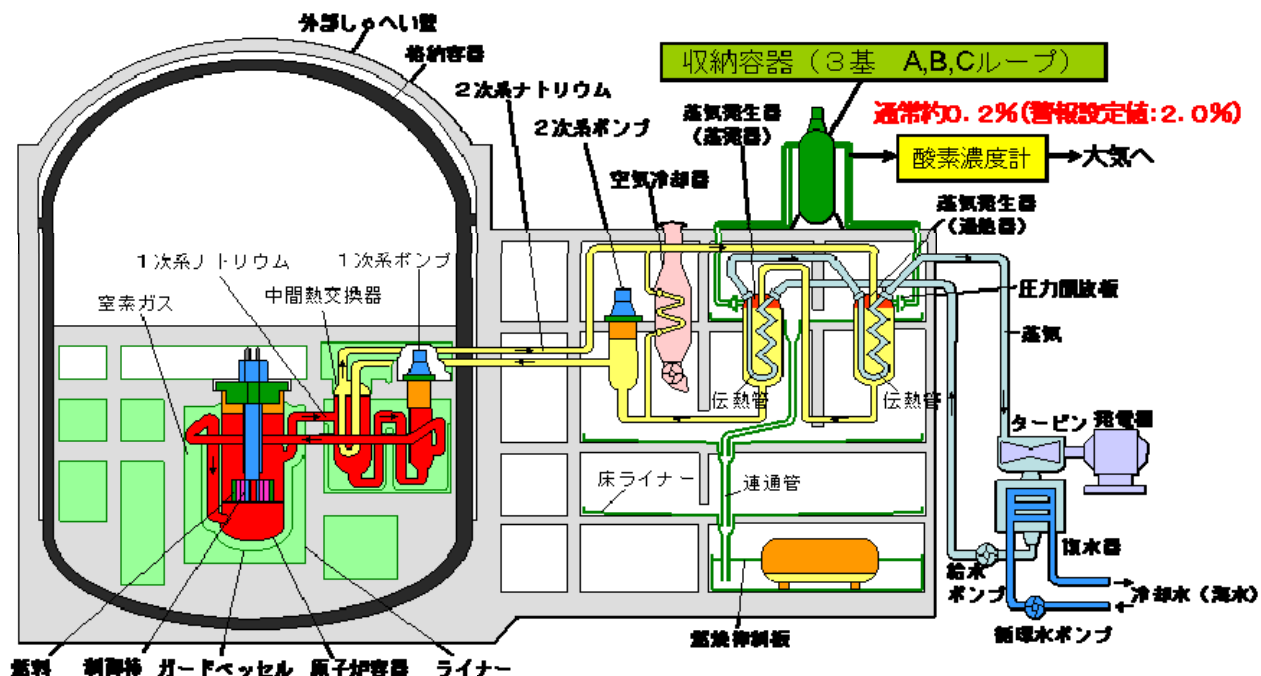 外部しゃへい壁
格納容器
収納容器（３基　A,B,Cループ）
２次系ナトリウム
蒸気発生器
（蒸発器）
通常約０．２％（警報設定値：２．０％）
２次系ポンプ
酸素濃度計
大気へ
空気冷却器
蒸気発生器
（過熱器）
１次系ナトリウム
１次系ポンプ
中間熱交換器
圧力開放板
窒素ガス
蒸気
伝熱管
伝熱管
タービン
発電機
床ライナー
連通管
復水器
給水
ポンプ
冷却水（海水）
循環水ポンプ
燃焼抑制板
燃料
制御棒
ガードベッセル
原子炉容器
ライナー